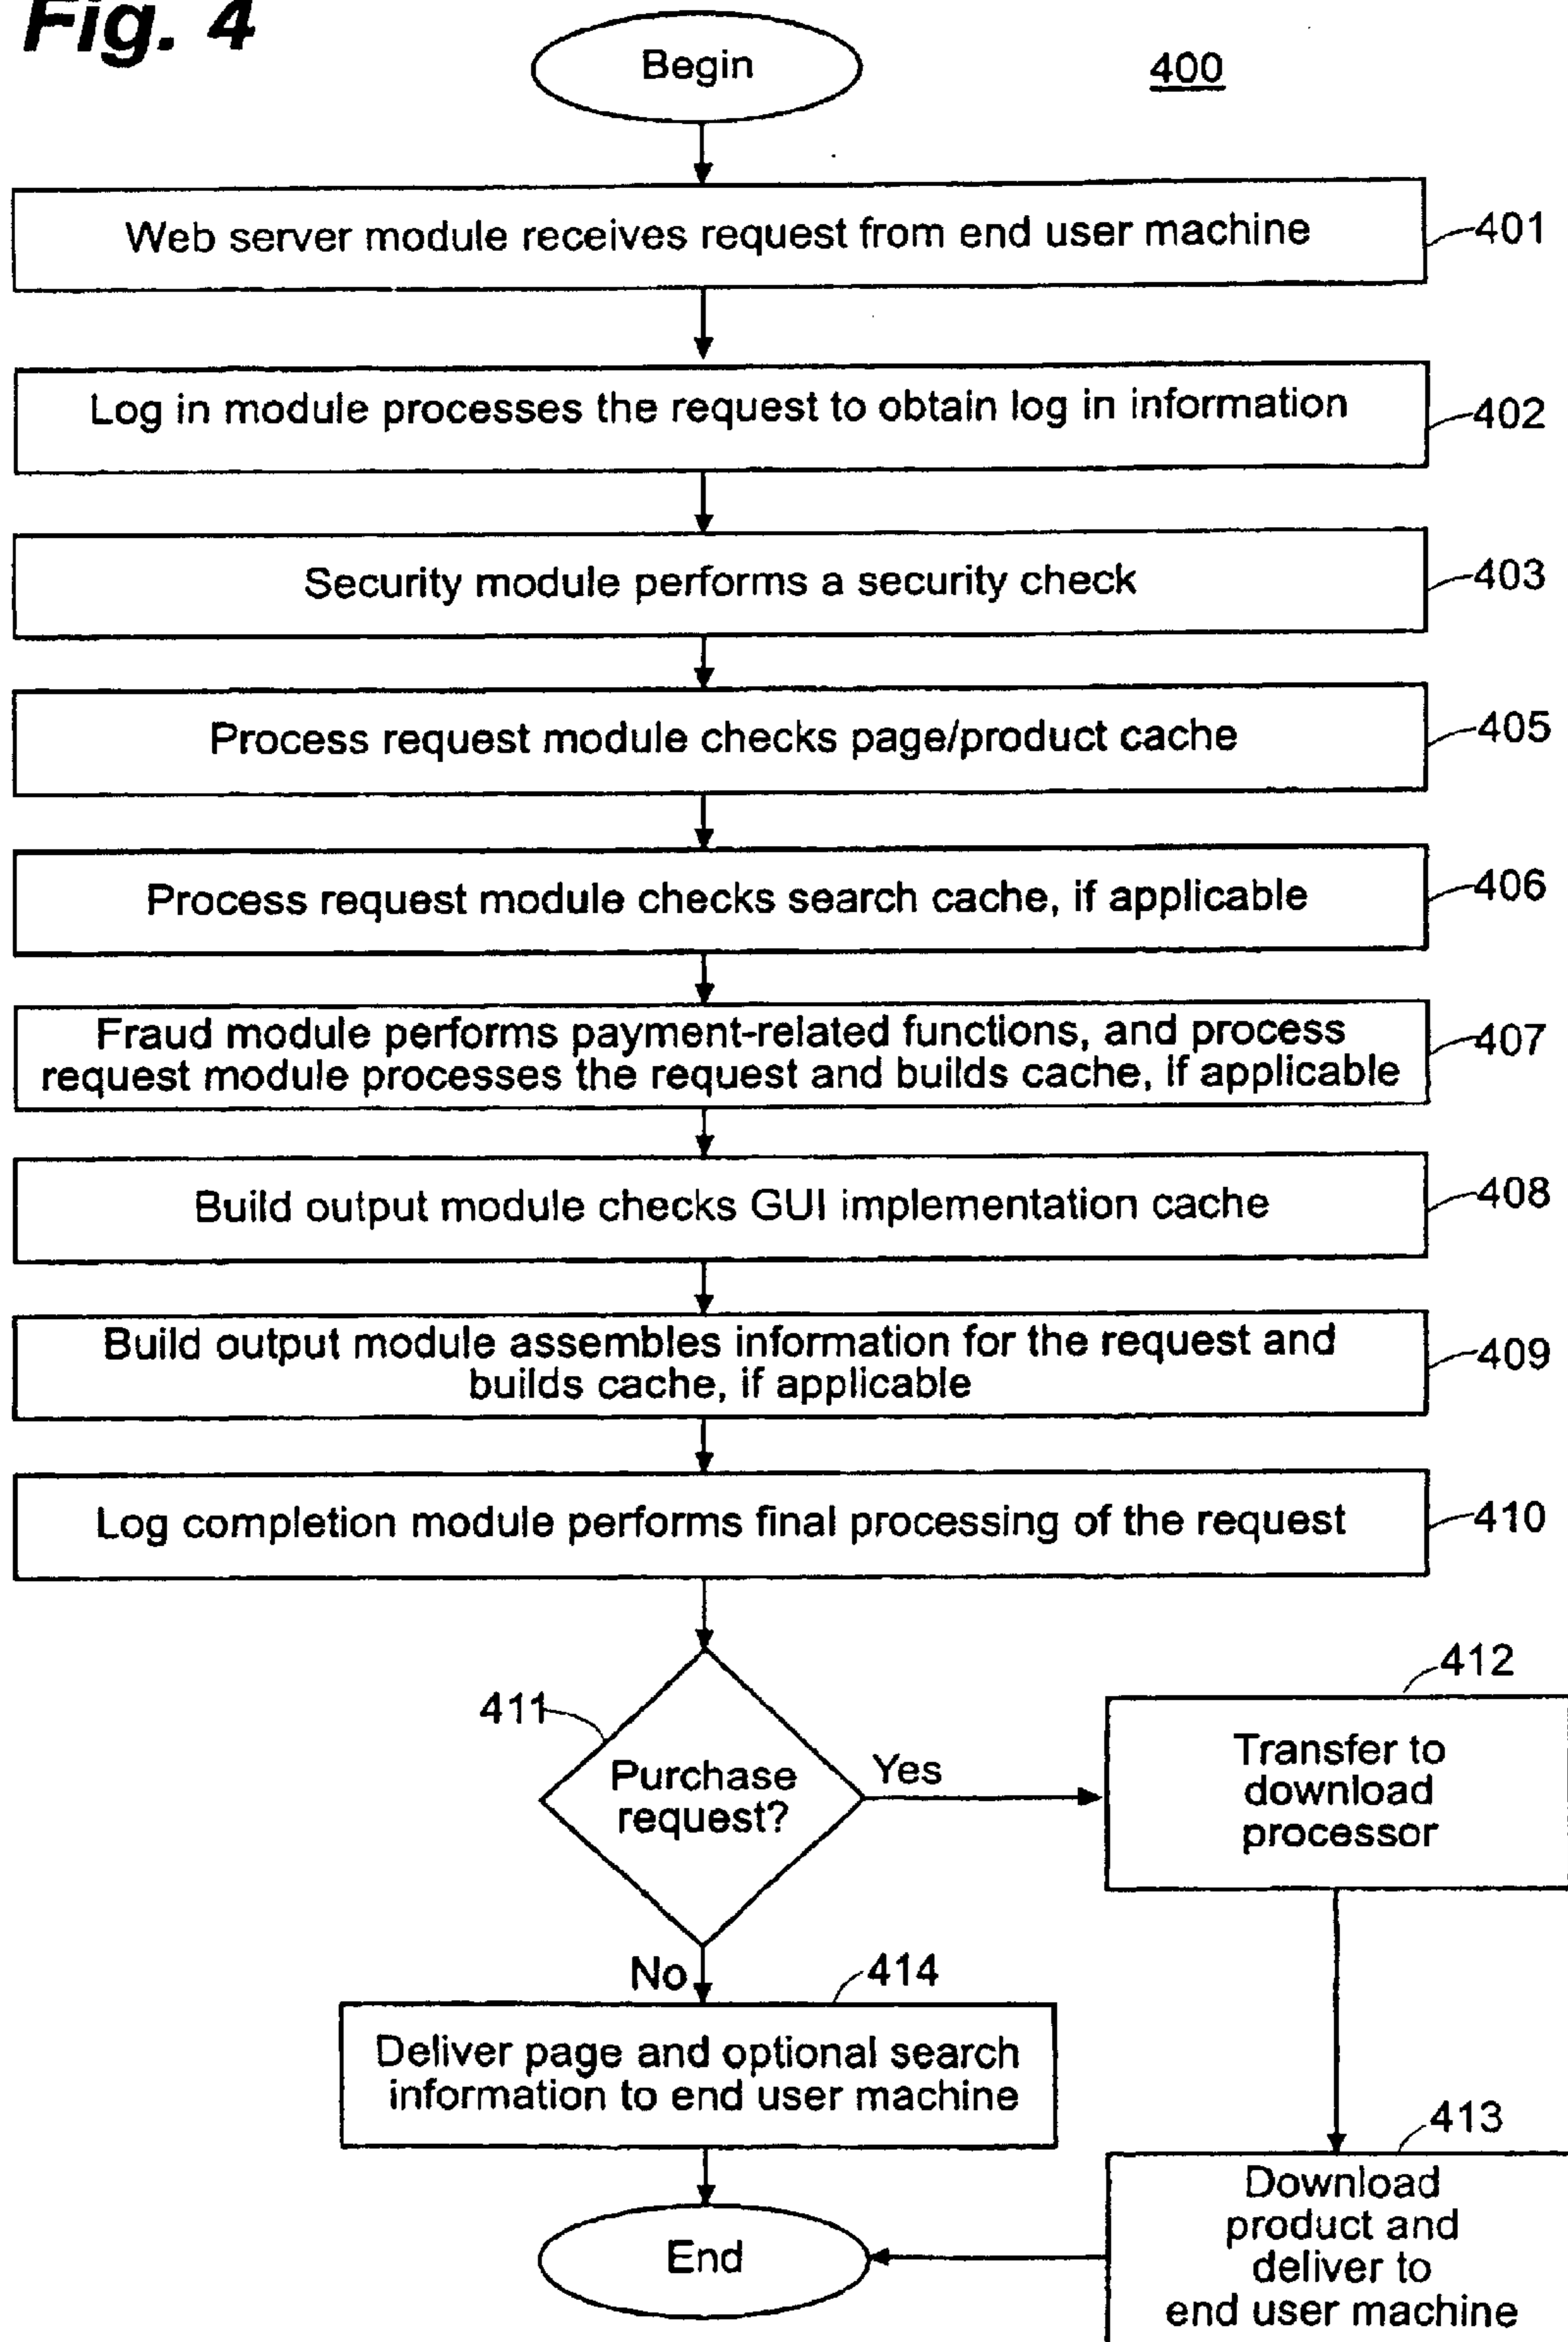 Fig. 4
Begin
400
Web server module receives request from end user machine
401
Log in module processes the request to obtain log in information
402
Security module performs a security check
403
Process request module checks page/product cache
405
Process request module checks search cache, if applicable
406
Fraud module performs payment-related functions, and process
request module processes the request and builds cache, if applicable
407
Build output module checks GUI implementation cache
408
Build output module assembles information for the request and
builds cache, if applicable
409
Log completion module performs final processing of the request
410
411
Purchase
request?
Yes
412
Transfer to
download
processor
No
414
Deliver page and optional search
information to end user machine
413
Download
product and
deliver to
end user machine
End